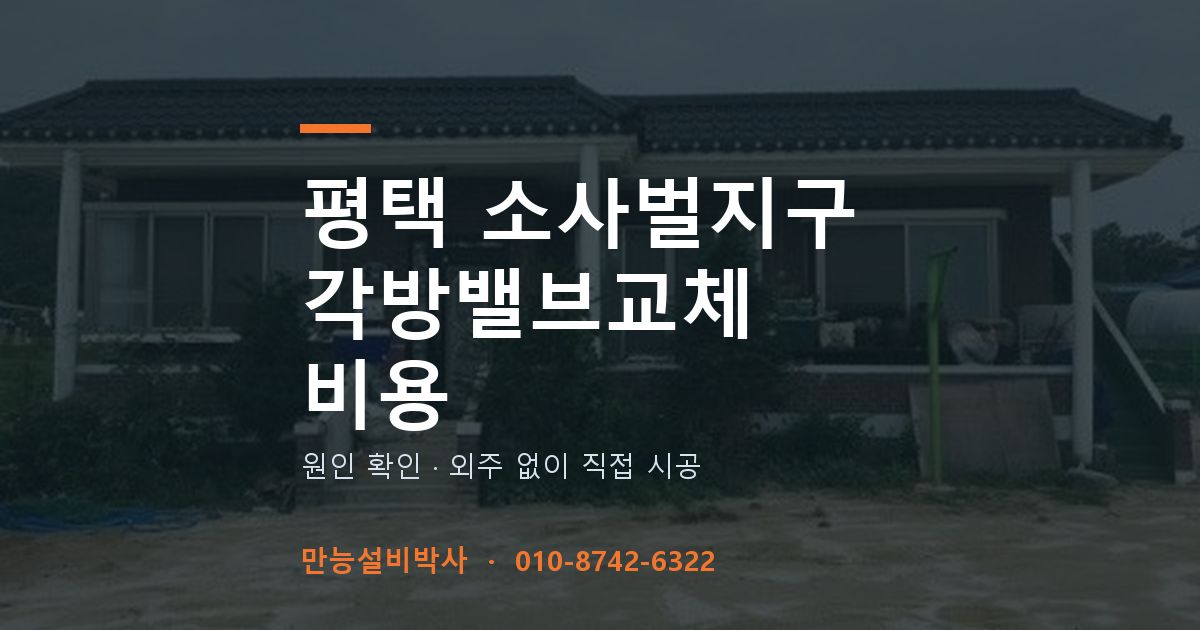 평택 소사벌지구
각방밸브교체
비용
원인 확인 · 외주 없이 직접 시공
만능설비박사 · 010-8742-6322